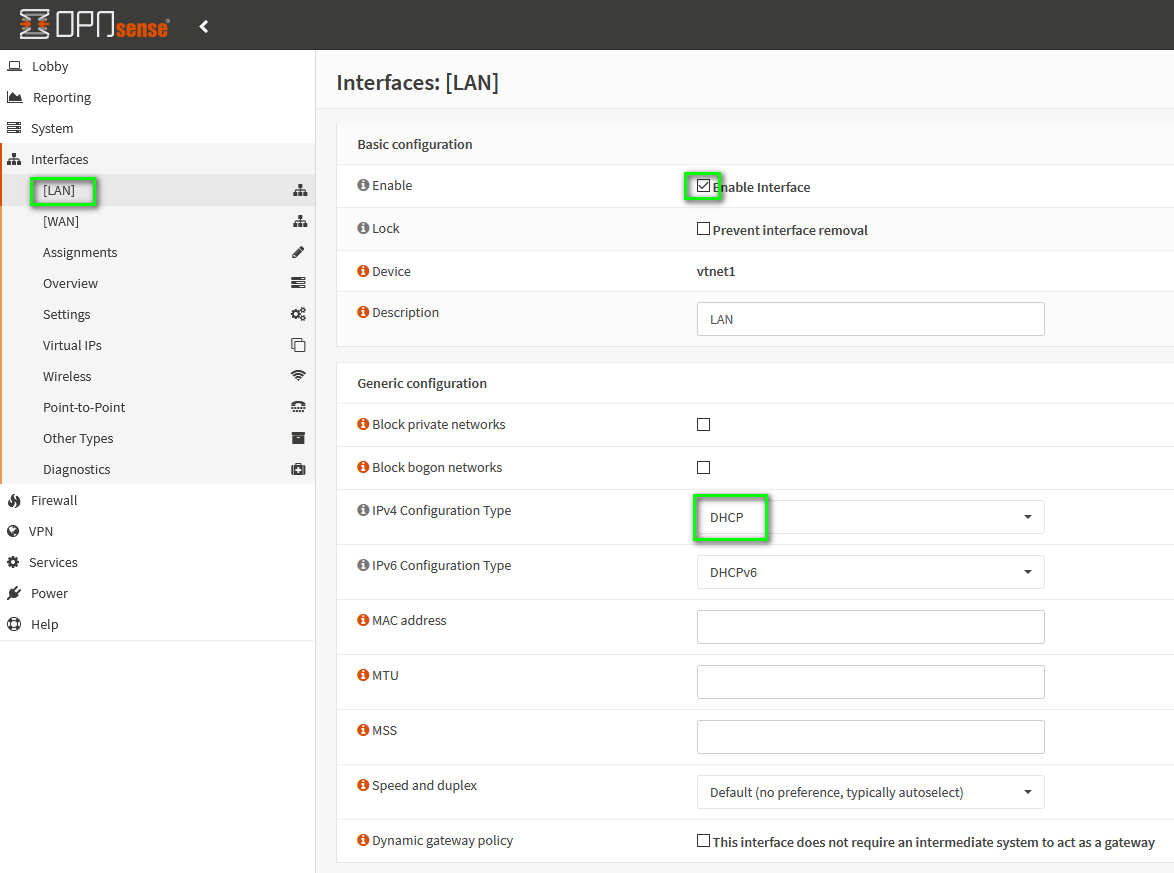 OPNsense
Lobby
Reporting
System
Interfaces
[LAN]
[WAN]
Assignments
Overview
Settings
Virtual IPs
Wireless
Point-to-Point
Other Types
Diagnostics
Firewall
VPN
Services
Power
Help
Interfaces: [LAN]
Basic configuration
Enable Enable Interface
Lock Prevent interface removal
Device vtnet1
Description LAN
Generic configuration
Block private networks
Block bogon networks
IPv4 Configuration Type DHCP
IPv6 Configuration Type DHCPv6
MAC address
MTU
MSS
Speed and duplex Default (no preference, typically autoselect)
Dynamic gateway policy This interface does not require an intermediate system to act as a gateway